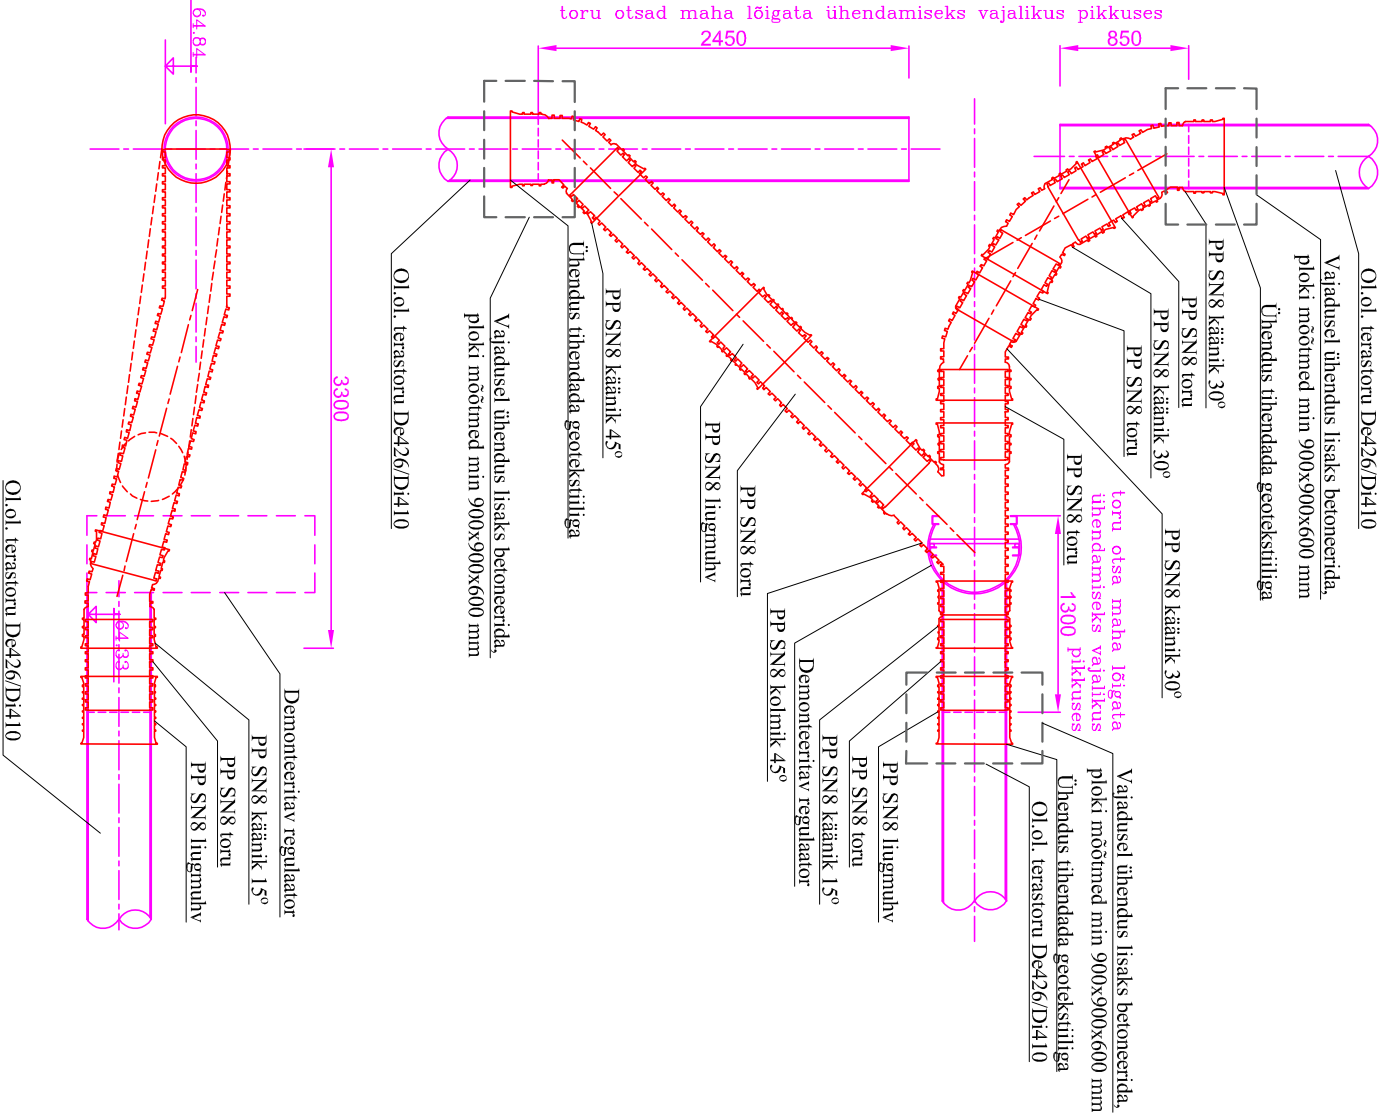 toru otsad maha lõigata ühendamiseks vajalikus pikkuses
2450
850
64.84
3300
64.33
Ol.ol. terastoru De426/Di410
Vajadusel ühendus lisaks betoneerida,
ploki mõõtmed min 900x900x600 mm
Ühendus tihendada geotekstiiliga
PP SN8 käänik 30°
PP SN8 toru
PP SN8 käänik 30°
PP SN8 toru
PP SN8 käänik 30°
PP SN8 toru
toru otsa maha lõigata
ühendamiseks vajalikus
pikkuses
1300
PP SN8 käänik 45°
Ühendus tihendada geotekstiiliga
Vajadusel ühendus lisaks betoneerida,
ploki mõõtmed min 900x900x600 mm
Ol.ol. terastoru De426/Di410
PP SN8 toru
PP SN8 liugmuhv
Vajadusel ühendus lisaks betoneerida,
ploki mõõtmed min 900x900x600 mm
Ühendus tihendada geotekstiiliga
Ol.ol. terastoru De426/Di410
PP SN8 liugmuhv
PP SN8 toru
PP SN8 käänik 15°
Demonteeritav regulaator
PP SN8 kolmik 45°
Demonteeritav regulaator
PP SN8 käänik 15°
PP SN8 toru
PP SN8 liugmuhv
Ol.ol. terastoru De426/Di410